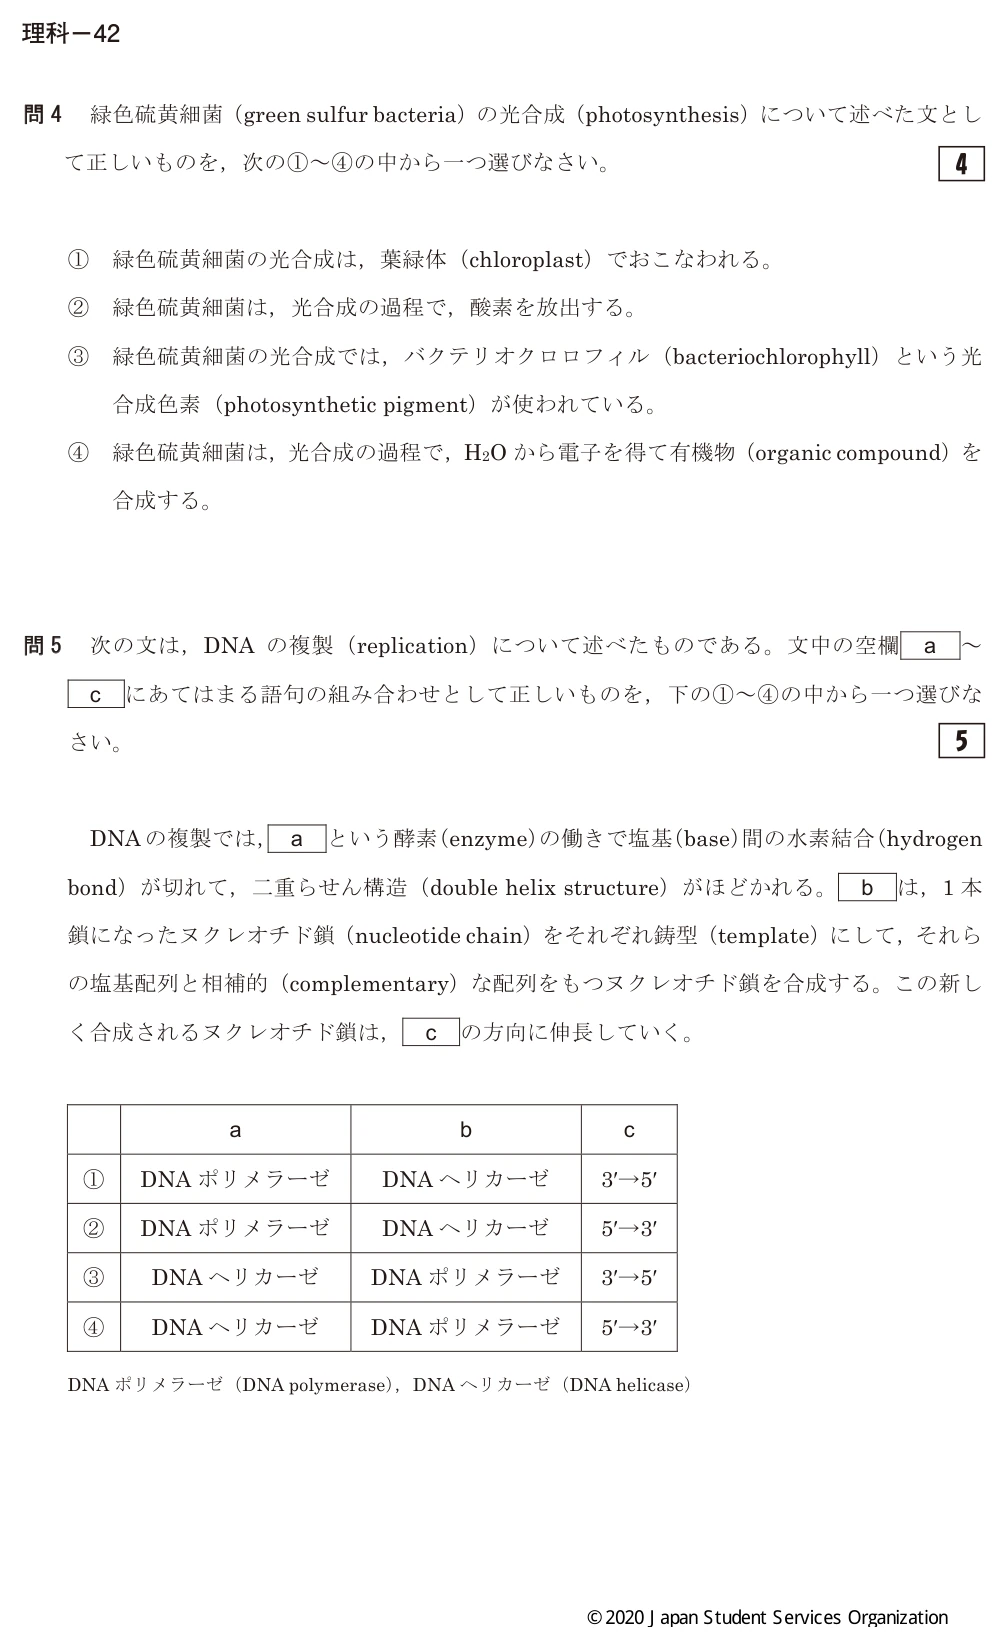 理科－42
問4　緑色硫黄細菌（green sulfur bacteria）の光合成（photosynthesis）について述べた文とし
て正しいものを，次の①～④の中から一つ選びなさい。 4
①　緑色硫黄細菌の光合成は，葉緑体（chloroplast）でおこなわれる。
②　緑色硫黄細菌は，光合成の過程で，酸素を放出する。
③　緑色硫黄細菌の光合成では，バクテリオクロロフィル（bacteriochlorophyll）という光
合成色素（photosynthetic pigment）が使われている。
④　緑色硫黄細菌は，光合成の過程で，H₂O から電子を得て有機物（organic compound）を
合成する。
問5　次の文は，DNA の複製（replication）について述べたものである。文中の空欄 a ～
c にあてはまる語句の組み合わせとして正しいものを，下の①～④の中から一つ選びな
さい。 5
DNAの複製では， a という酵素（enzyme）の働きで塩基（base）間の水素結合（hydrogen
bond）が切れて，二重らせん構造（double helix structure）がほどかれる。 b は，1本
鎖になったヌクレオチド鎖（nucleotide chain）をそれぞれ鋳型（template）にして，それら
の塩基配列と相補的（complementary）な配列をもつヌクレオチド鎖を合成する。この新し
く合成されるヌクレオチド鎖は， c の方向に伸長していく。
a b c
① DNA ポリメラーゼ DNA ヘリカーゼ 3′→5′
② DNA ポリメラーゼ DNA ヘリカーゼ 5′→3′
③ DNA ヘリカーゼ DNA ポリメラーゼ 3′→5′
④ DNA ヘリカーゼ DNA ポリメラーゼ 5′→3′
DNA ポリメラーゼ（DNA polymerase），DNA ヘリカーゼ（DNA helicase）
© 2020 Japan Student Services Organization